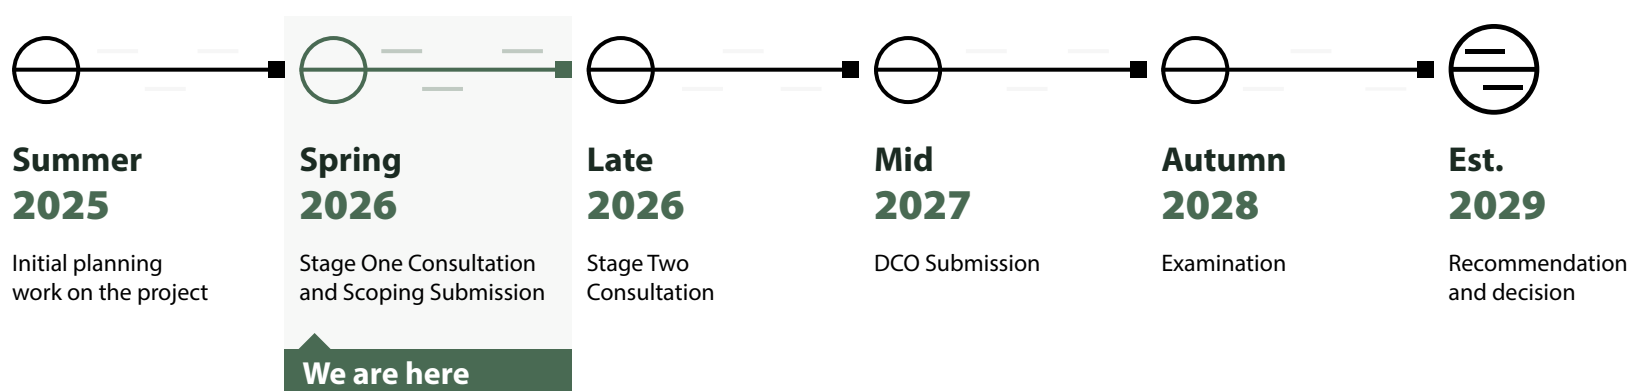 Summer
2025
Initial planning
work on the project
Spring
2026
Stage One Consultation
and Scoping Submission
We are here
Late
2026
Stage Two
Consultation
Mid
2027
DCO Submission
Autumn
2028
Examination
Est.
2029
Recommendation
and decision